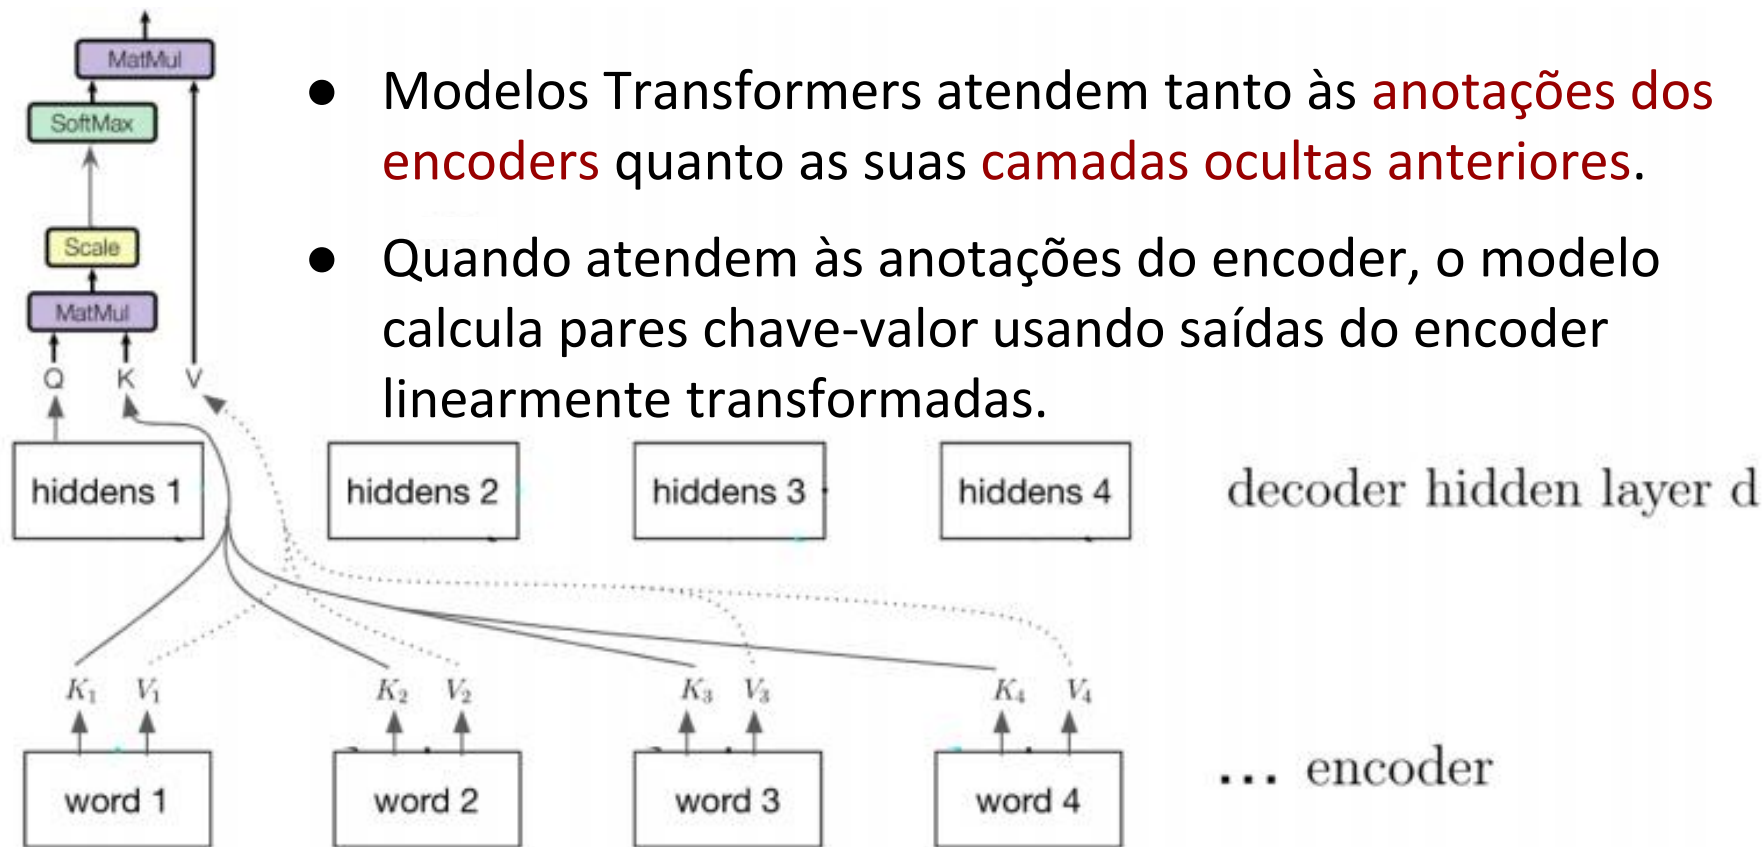 MatMul
SoftMax
Scale
MatMul
Q K V
● Modelos Transformers atendem tanto às anotações dos
encoders quanto as suas camadas ocultas anteriores.
● Quando atendem às anotações do encoder, o modelo
calcula pares chave-valor usando saídas do encoder
linearmente transformadas.
hiddens 1 hiddens 2 hiddens 3 hiddens 4 decoder hidden layer d
K₁ V₁ K₂ V₂ K₃ V₃ K₄ V₄
word 1 word 2 word 3 word 4 ... encoder